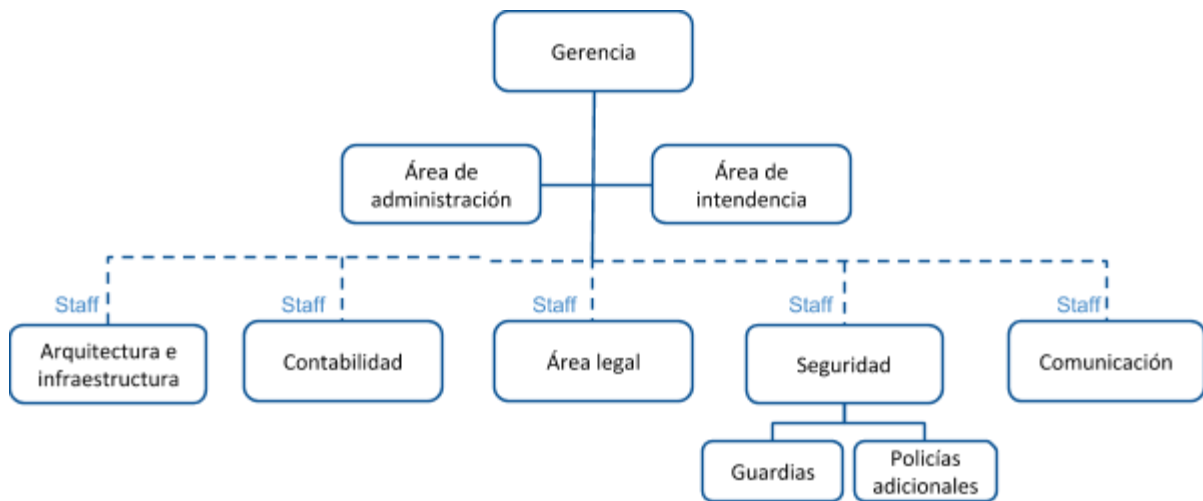 Gerencia
Área de
administración
Área de
intendencia
Staff
Staff
Staff
Staff
Staff
Arquitectura e
infraestructura
Contabilidad
Área legal
Seguridad
Comunicación
Guardias
Policías
adicionales